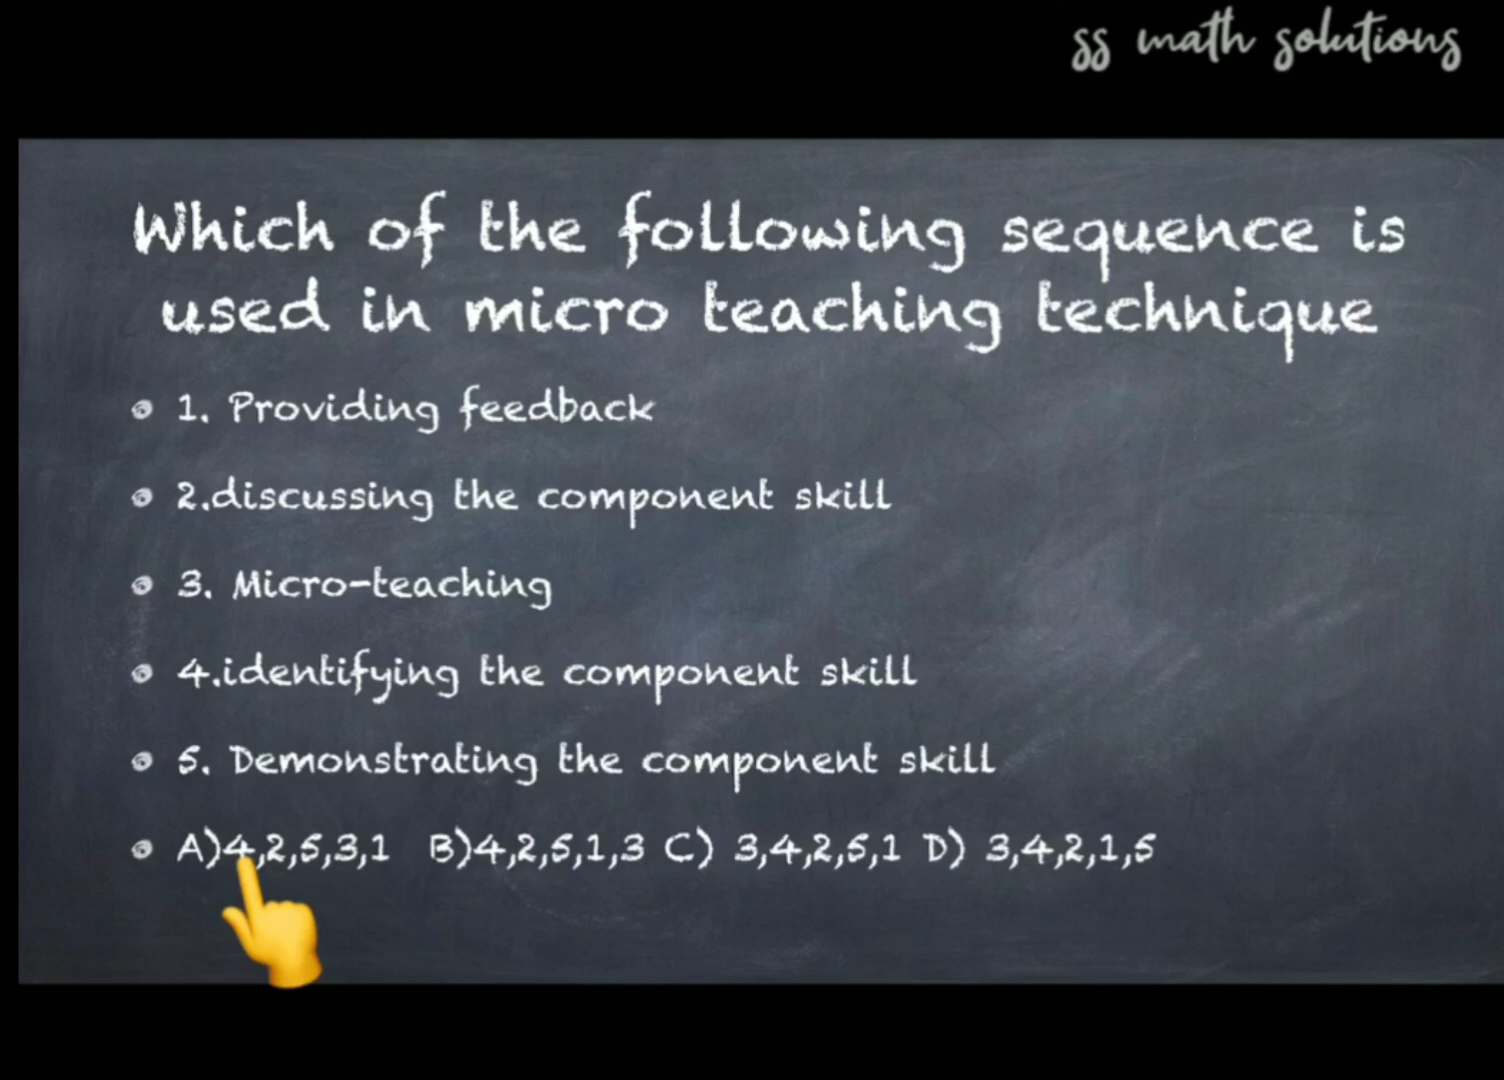 ss math solutions
Which of the following sequence is
used in micro teaching technique
1. Providing feedback
2.discussing the component skill
3. Micro-teaching
4.identifying the component skill
5. Demonstrating the component skill
A)4,2,5,3,1 B)4,2,5,1,3 C) 3,4,2,5,1 D) 3,4,2,1,5